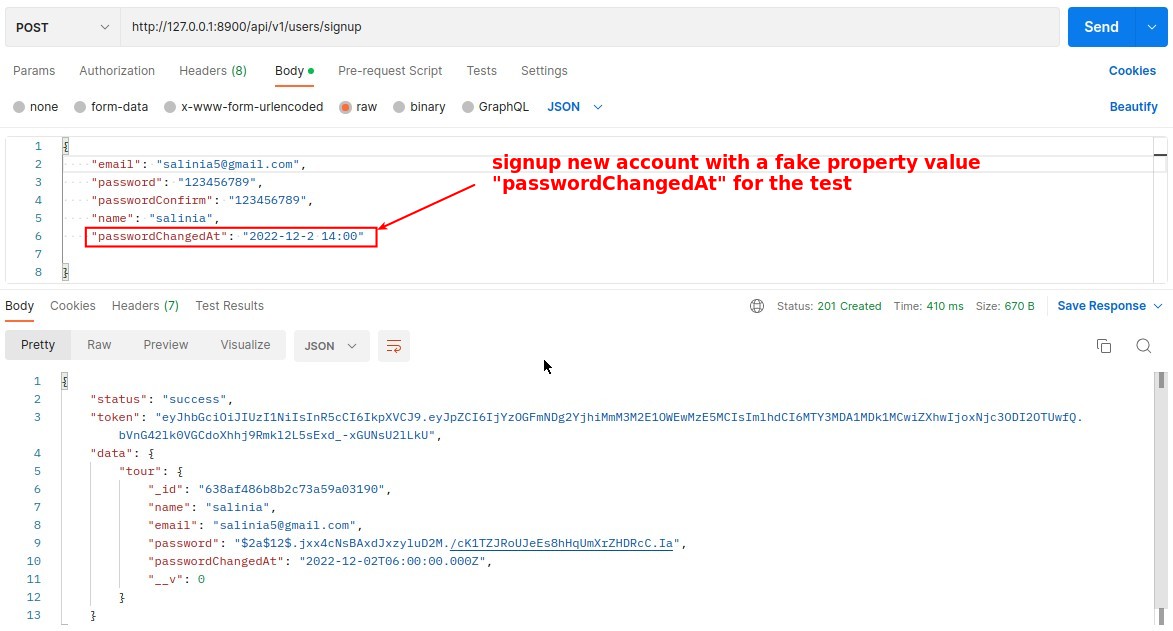 POST http://127.0.0.1:8900/api/v1/users/signup Send
Params Authorization Headers (8) Body Pre-request Script Tests Settings Cookies
none form-data x-www-form-urlencoded raw binary GraphQL JSON Beautify
1 {
2 "email": "salinia5@gmail.com",
3 "password": "123456789",
4 "passwordConfirm": "123456789",
5 "name": "salinia",
6 "passwordChangedAt": "2022-12-2 14:00"
7
8 }
signup new account with a fake property value
"passwordChangedAt" for the test
Body Cookies Headers (7) Test Results Status: 201 Created Time: 410 ms Size: 670 B Save Response
Pretty Raw Preview Visualize JSON
1 {
2 "status": "success",
3 "token": "eyJhbGciOiJIUzI1NiIsInR5cCI6IkpXVCJ9.eyJpZCI6IjYzOGFmNDg2YjhiMmM3M2E1OWEwMzE5MCIsImlhdCI6MTY3MDA1MDk1MCwiZXhwIjoxNjc3ODI2OTUwfQ.
bVnG42lk0VGCdoXhhj9Rmkl2L5sExd_-xGUNsU2lLkU",
4 "data": {
5 "tour": {
6 "_id": "638af486b8b2c73a59a03190",
7 "name": "salinia",
8 "email": "salinia5@gmail.com",
9 "password": "$2a$12$.jxx4cNsBAxdJxzyluD2M./cK1TZJRoUJeEs8hHqUmXrZHDRcC.Ia",
10 "passwordChangedAt": "2022-12-02T06:00:00.000Z",
11 "__v": 0
12 }
13 }